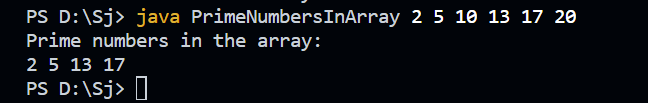 PS D:\Sj> java PrimeNumbersInArray 2 5 10 13 17 20
Prime numbers in the array:
2 5 13 17
PS D:\Sj>